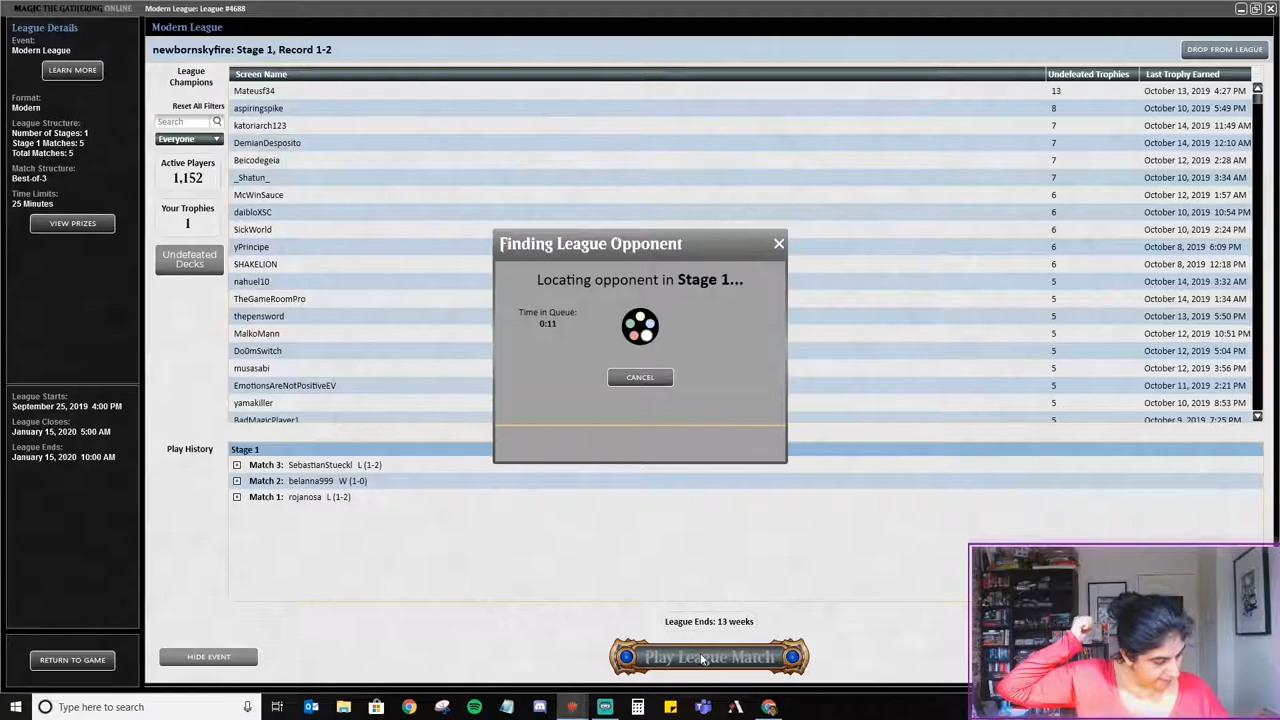 MAGIC THE GATHERING ONLINE Modern League: League #4688
League Details
Event:
Modern League
LEARN MORE
Format:
Modern
League Structure:
Number of Stages: 1
Stage 1 Matches: 5
Total Matches: 5
Match Structure:
Best-of-3
Time Limits:
25 Minutes
VIEW PRIZES
League Starts:
September 25, 2019 4:00 PM
League Closes:
January 15, 2020 5:00 AM
League Ends:
January 15, 2020 10:00 AM
RETURN TO GAME
Modern League
newbornskyfire: Stage 1, Record 1-2
DROP FROM LEAGUE
League
Champions
Reset All Filters
Search
Everyone
Active Players
1,152
Your Trophies
1
Undefeated
Decks
Screen Name Undefeated Trophies Last Trophy Earned
Mateusf34 13 October 13, 2019 4:27 PM
aspiringspike 8 October 10, 2019 5:49 PM
katoriarch123 7 October 14, 2019 11:49 AM
DemianDesposito 7 October 14, 2019 12:10 AM
Beicodegeia 7 October 12, 2019 2:28 AM
_Shatun_ 7 October 10, 2019 3:34 AM
McWinSauce 6 October 12, 2019 1:57 AM
daibloXSC 6 October 10, 2019 10:54 PM
SickWorld 6 October 10, 2019 2:24 PM
yPrincipe 6 October 8, 2019 6:09 PM
SHAKELION 6 October 8, 2019 12:18 PM
nahuel10 5 October 14, 2019 3:32 AM
TheGameRoomPro 5 October 14, 2019 1:34 AM
thepensword 5 October 13, 2019 5:50 PM
MalkoMann 5 October 12, 2019 10:51 PM
Do0mSwitch 5 October 12, 2019 5:04 PM
musasabi 5 October 12, 2019 3:56 PM
EmotionsAreNotPositiveEV 5 October 11, 2019 2:21 PM
yamakiller 5 October 10, 2019 8:53 PM
BadMagicPlayer1 5 October 9, 2019 7:25 PM
Finding League Opponent
Locating opponent in Stage 1...
Time in Queue:
0:11
CANCEL
Play History
Stage 1
Match 3: SebastianStueckl L (1-2)
Match 2: belanna999 W (1-0)
Match 1: rojanosa L (1-2)
League Ends: 13 weeks
HIDE EVENT
Play League Match
Type here to search